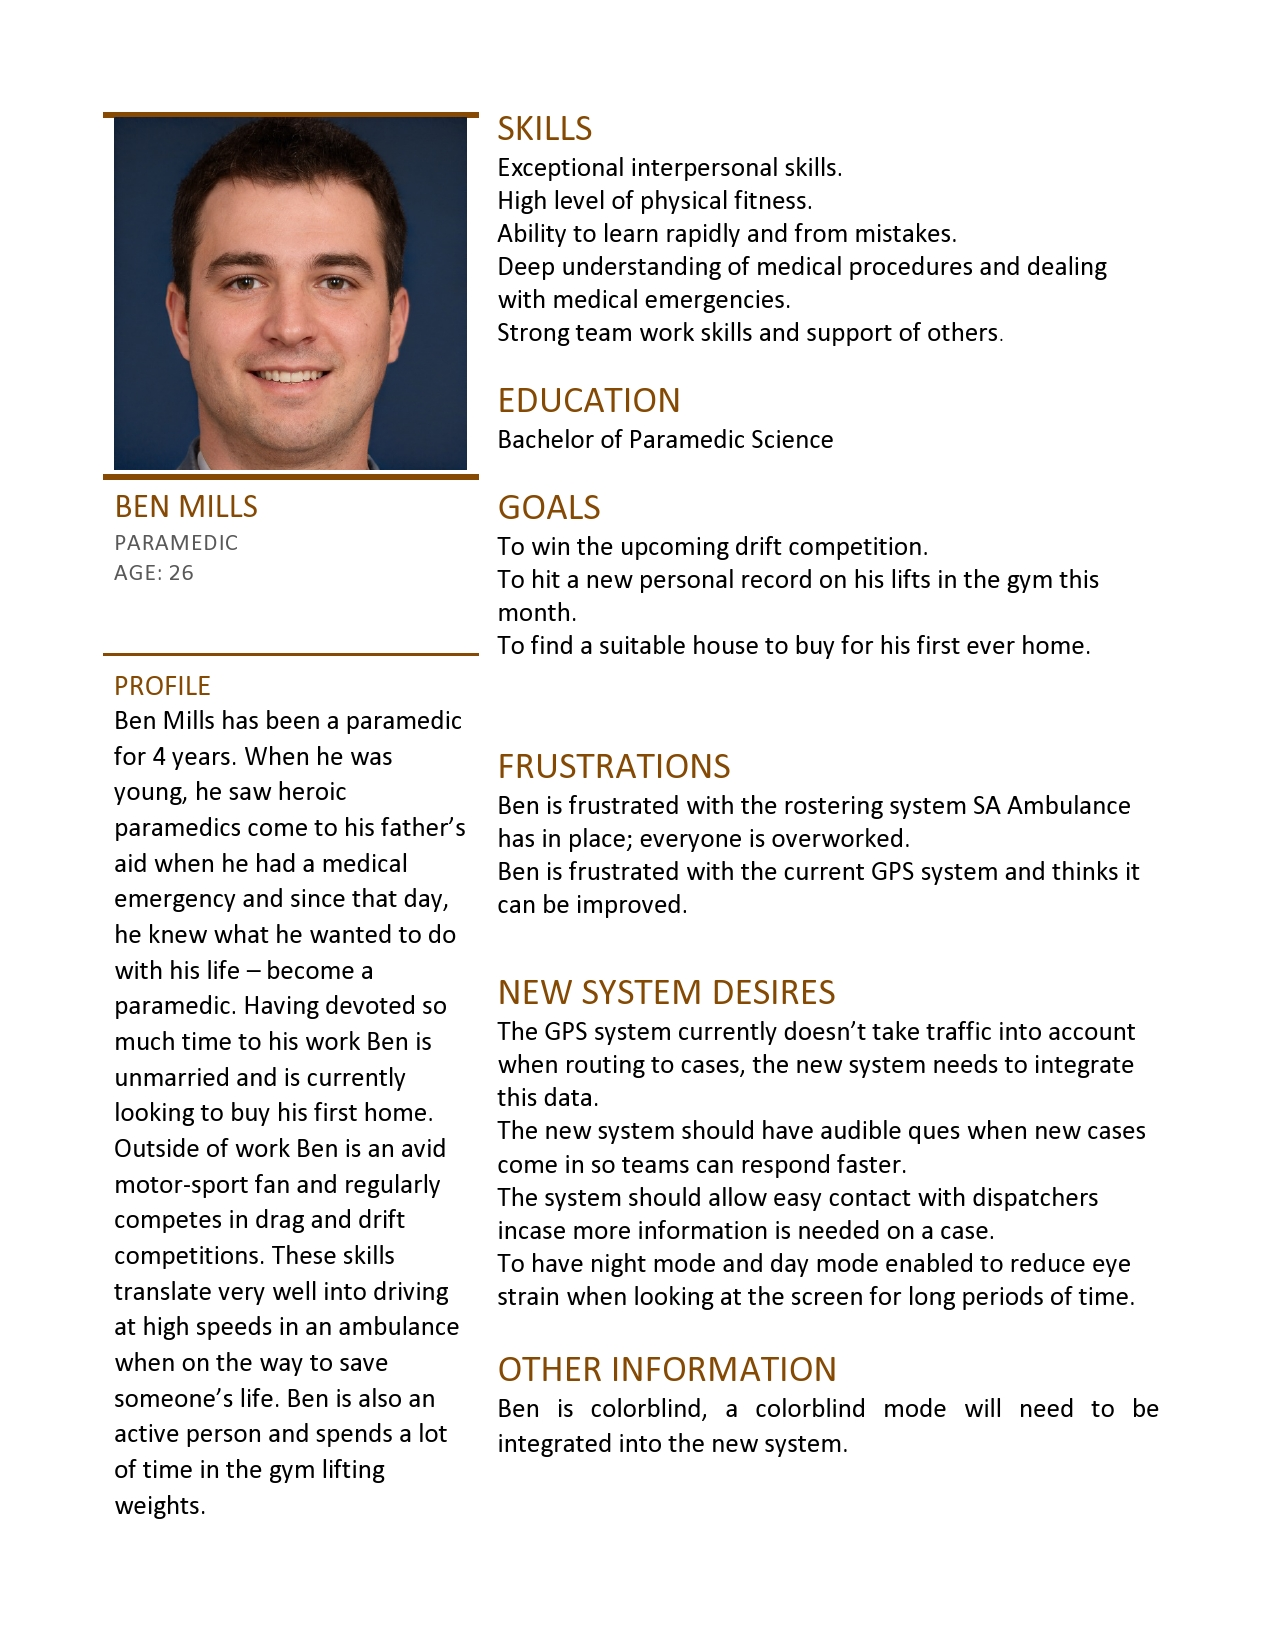 BEN MILLS
PARAMEDIC
AGE: 26
PROFILE
Ben Mills has been a paramedic
for 4 years. When he was
young, he saw heroic
paramedics come to his father’s
aid when he had a medical
emergency and since that day,
he knew what he wanted to do
with his life – become a
paramedic. Having devoted so
much time to his work Ben is
unmarried and is currently
looking to buy his first home.
Outside of work Ben is an avid
motor-sport fan and regularly
competes in drag and drift
competitions. These skills
translate very well into driving
at high speeds in an ambulance
when on the way to save
someone’s life. Ben is also an
active person and spends a lot
of time in the gym lifting
weights.
SKILLS
Exceptional interpersonal skills.
High level of physical fitness.
Ability to learn rapidly and from mistakes.
Deep understanding of medical procedures and dealing
with medical emergencies.
Strong team work skills and support of others.
EDUCATION
Bachelor of Paramedic Science
GOALS
To win the upcoming drift competition.
To hit a new personal record on his lifts in the gym this
month.
To find a suitable house to buy for his first ever home.
FRUSTRATIONS
Ben is frustrated with the rostering system SA Ambulance
has in place; everyone is overworked.
Ben is frustrated with the current GPS system and thinks it
can be improved.
NEW SYSTEM DESIRES
The GPS system currently doesn’t take traffic into account
when routing to cases, the new system needs to integrate
this data.
The new system should have audible ques when new cases
come in so teams can respond faster.
The system should allow easy contact with dispatchers
incase more information is needed on a case.
To have night mode and day mode enabled to reduce eye
strain when looking at the screen for long periods of time.
OTHER INFORMATION
Ben is colorblind, a colorblind mode will need to be
integrated into the new system.